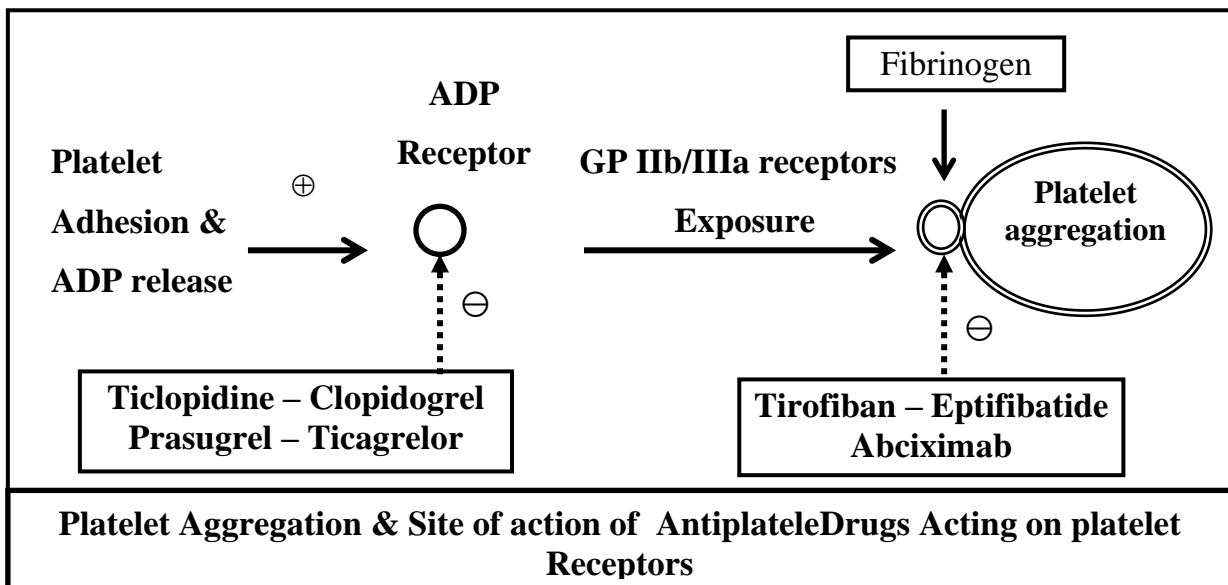 Fibrinogen
ADP
Receptor
Platelet
Adhesion &
ADP release
⊕
GP IIb/IIIa receptors
Exposure
Platelet
aggregation
⊖
⊖
Ticlopidine – Clopidogrel
Prasugrel – Ticagrelor
Tirofiban – Eptifibatide
Abciximab
Platelet Aggregation & Site of action of AntiplateleDrugs Acting on platelet
Receptors